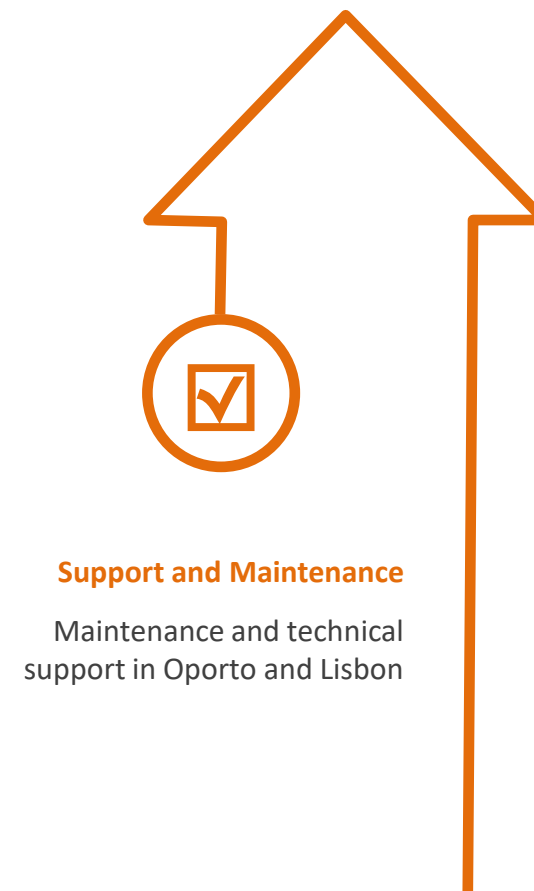 Support and Maintenance
Maintenance and technical
support in Oporto and Lisbon